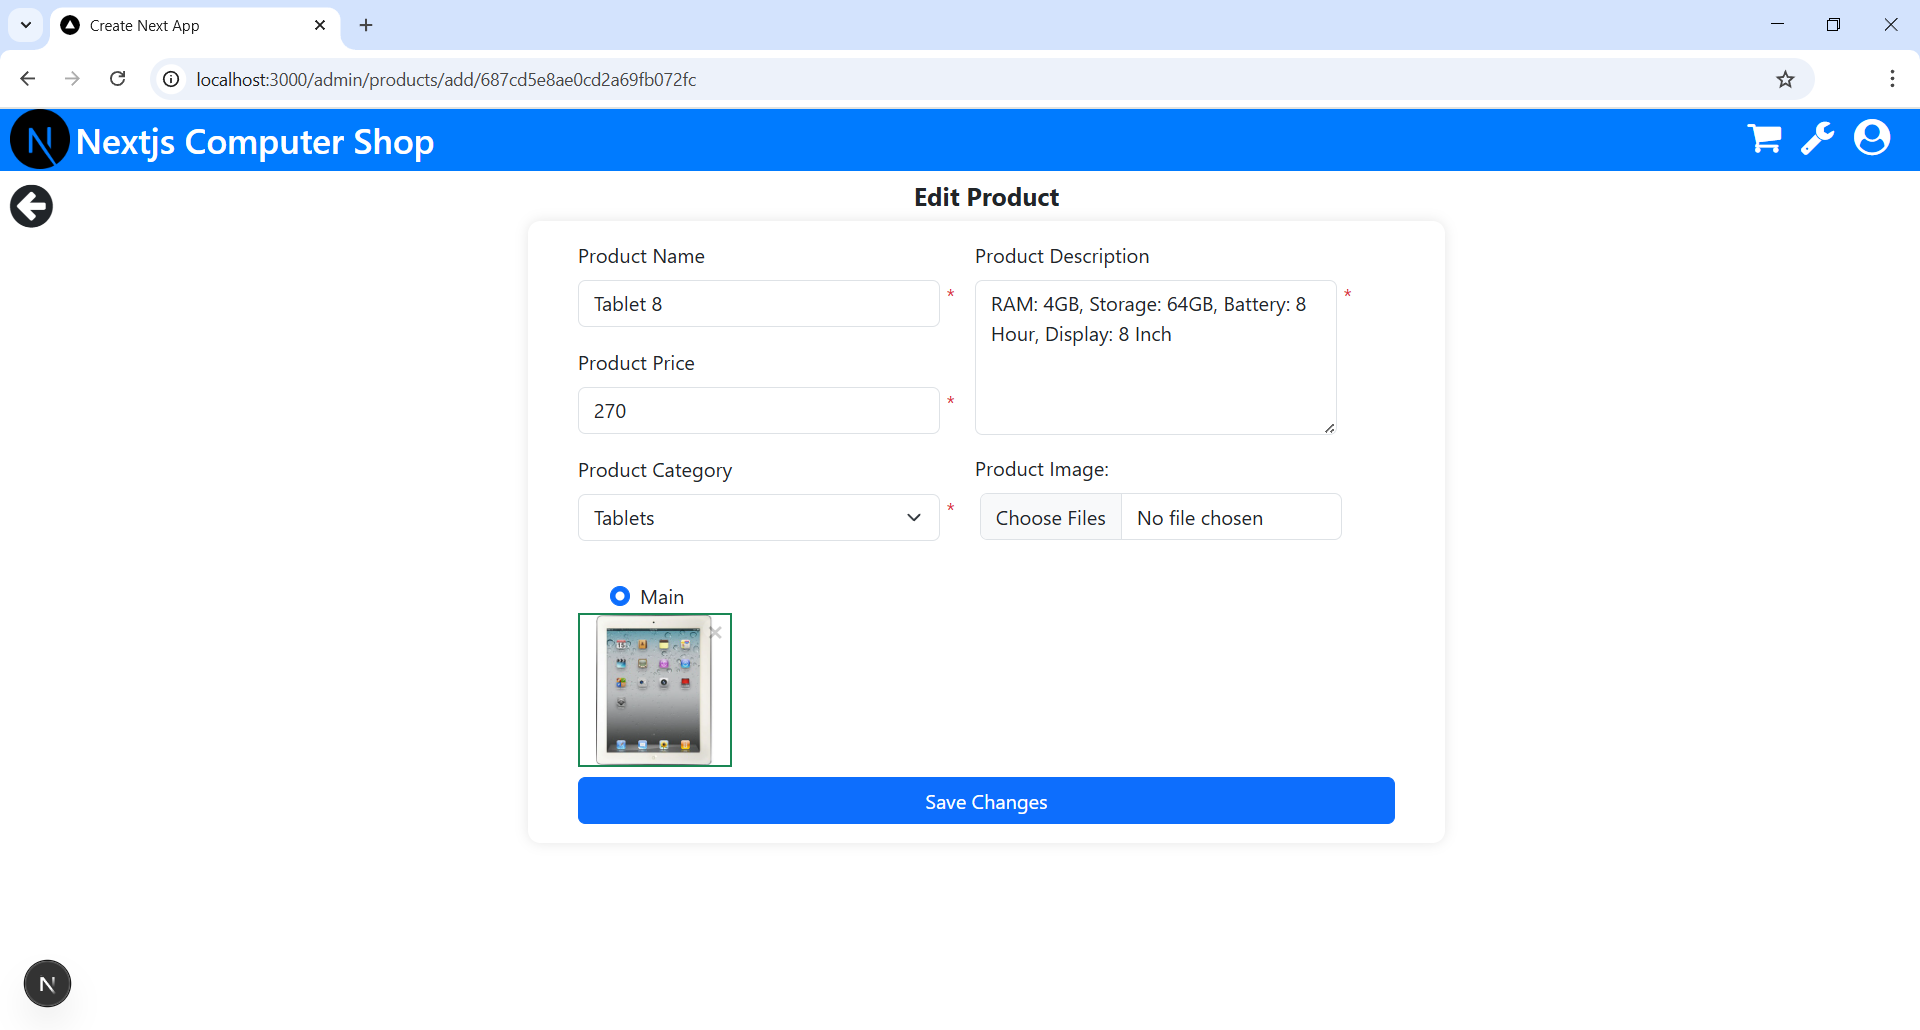 Create Next App
localhost:3000/admin/products/add/687cd5e8ae0cd2a69fb072fc
N Nextjs Computer Shop
Edit Product
Product Name
Tablet 8 *
Product Price
270 *
Product Category
Tablets *
Product Description
RAM: 4GB, Storage: 64GB, Battery: 8 *
Hour, Display: 8 Inch
Product Image:
Choose Files No file chosen
Main
×
Save Changes
N